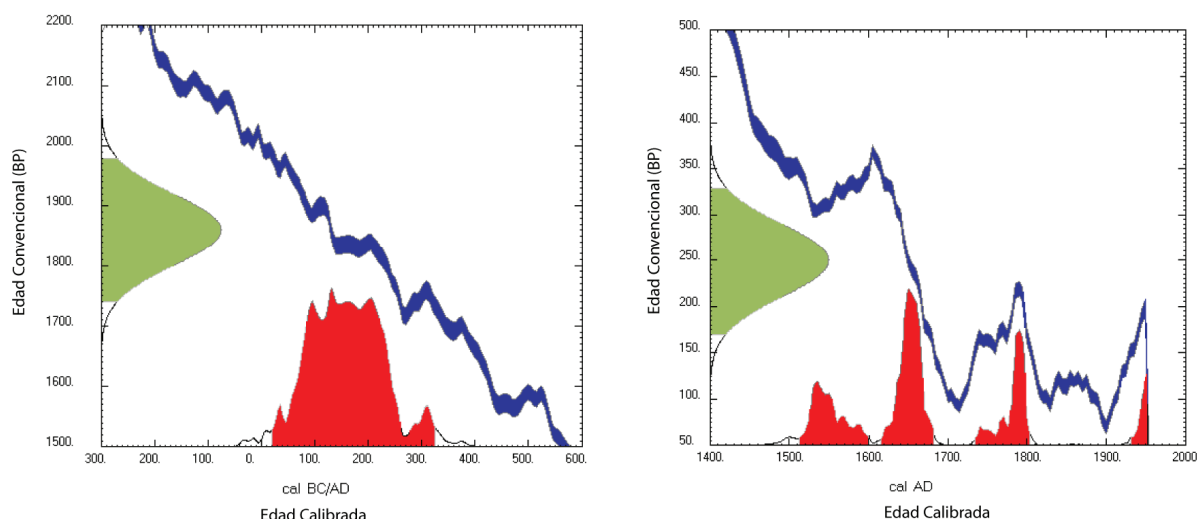 Edad Convencional (BP)
2200.
2100.
2000.
1900.
1800.
1700.
1600.
1500.
300. 200. 100. 0. 100. 200. 300. 400. 500. 600.
cal BC/AD
Edad Calibrada
Edad Convencional (BP)
500.
450.
400.
350.
300.
250.
200.
150.
100.
50.
1400 1500 1600 1700 1800 1900 2000
cal AD
Edad Calibrada